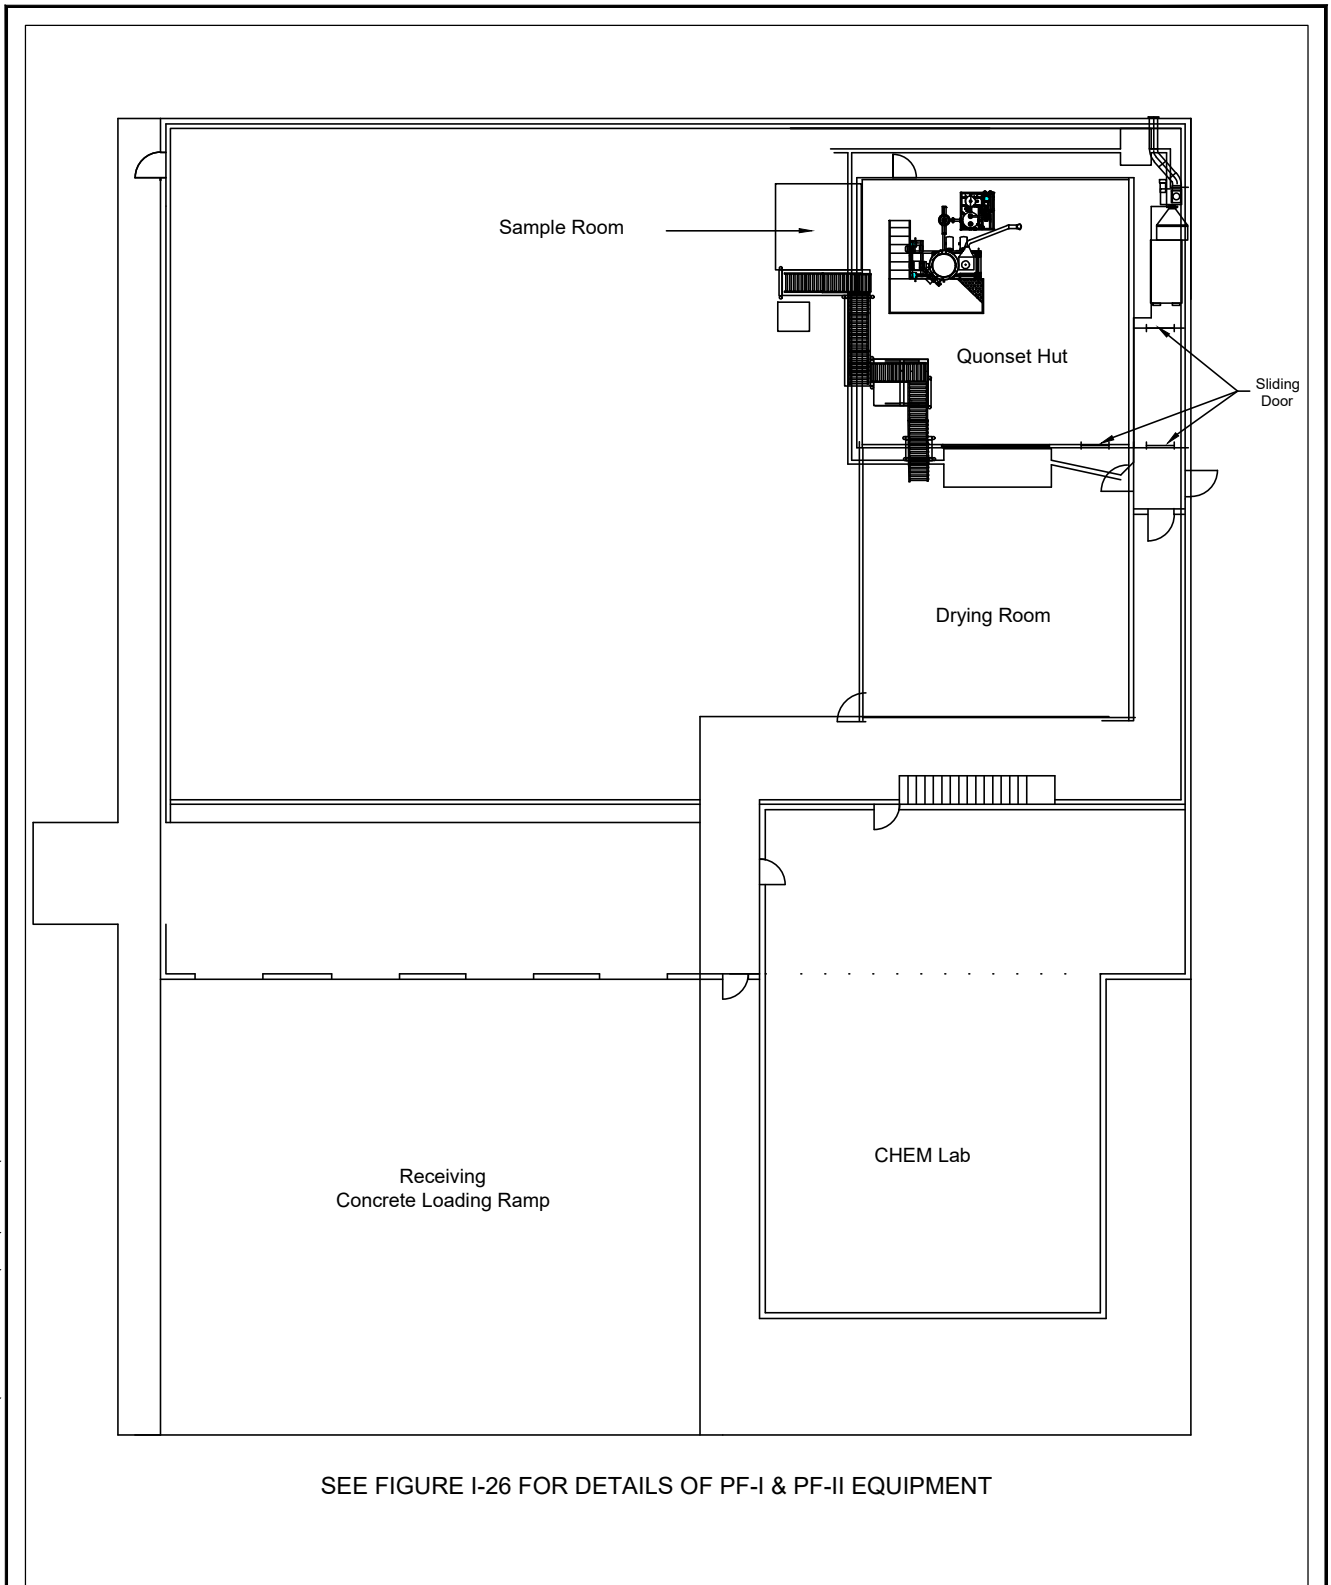 Sample Room
Quonset Hut
Sliding
Door
Drying Room
CHEM Lab
Receiving
Concrete Loading Ramp
SEE FIGURE I-26 FOR DETAILS OF PF-I & PF-II EQUIPMENT